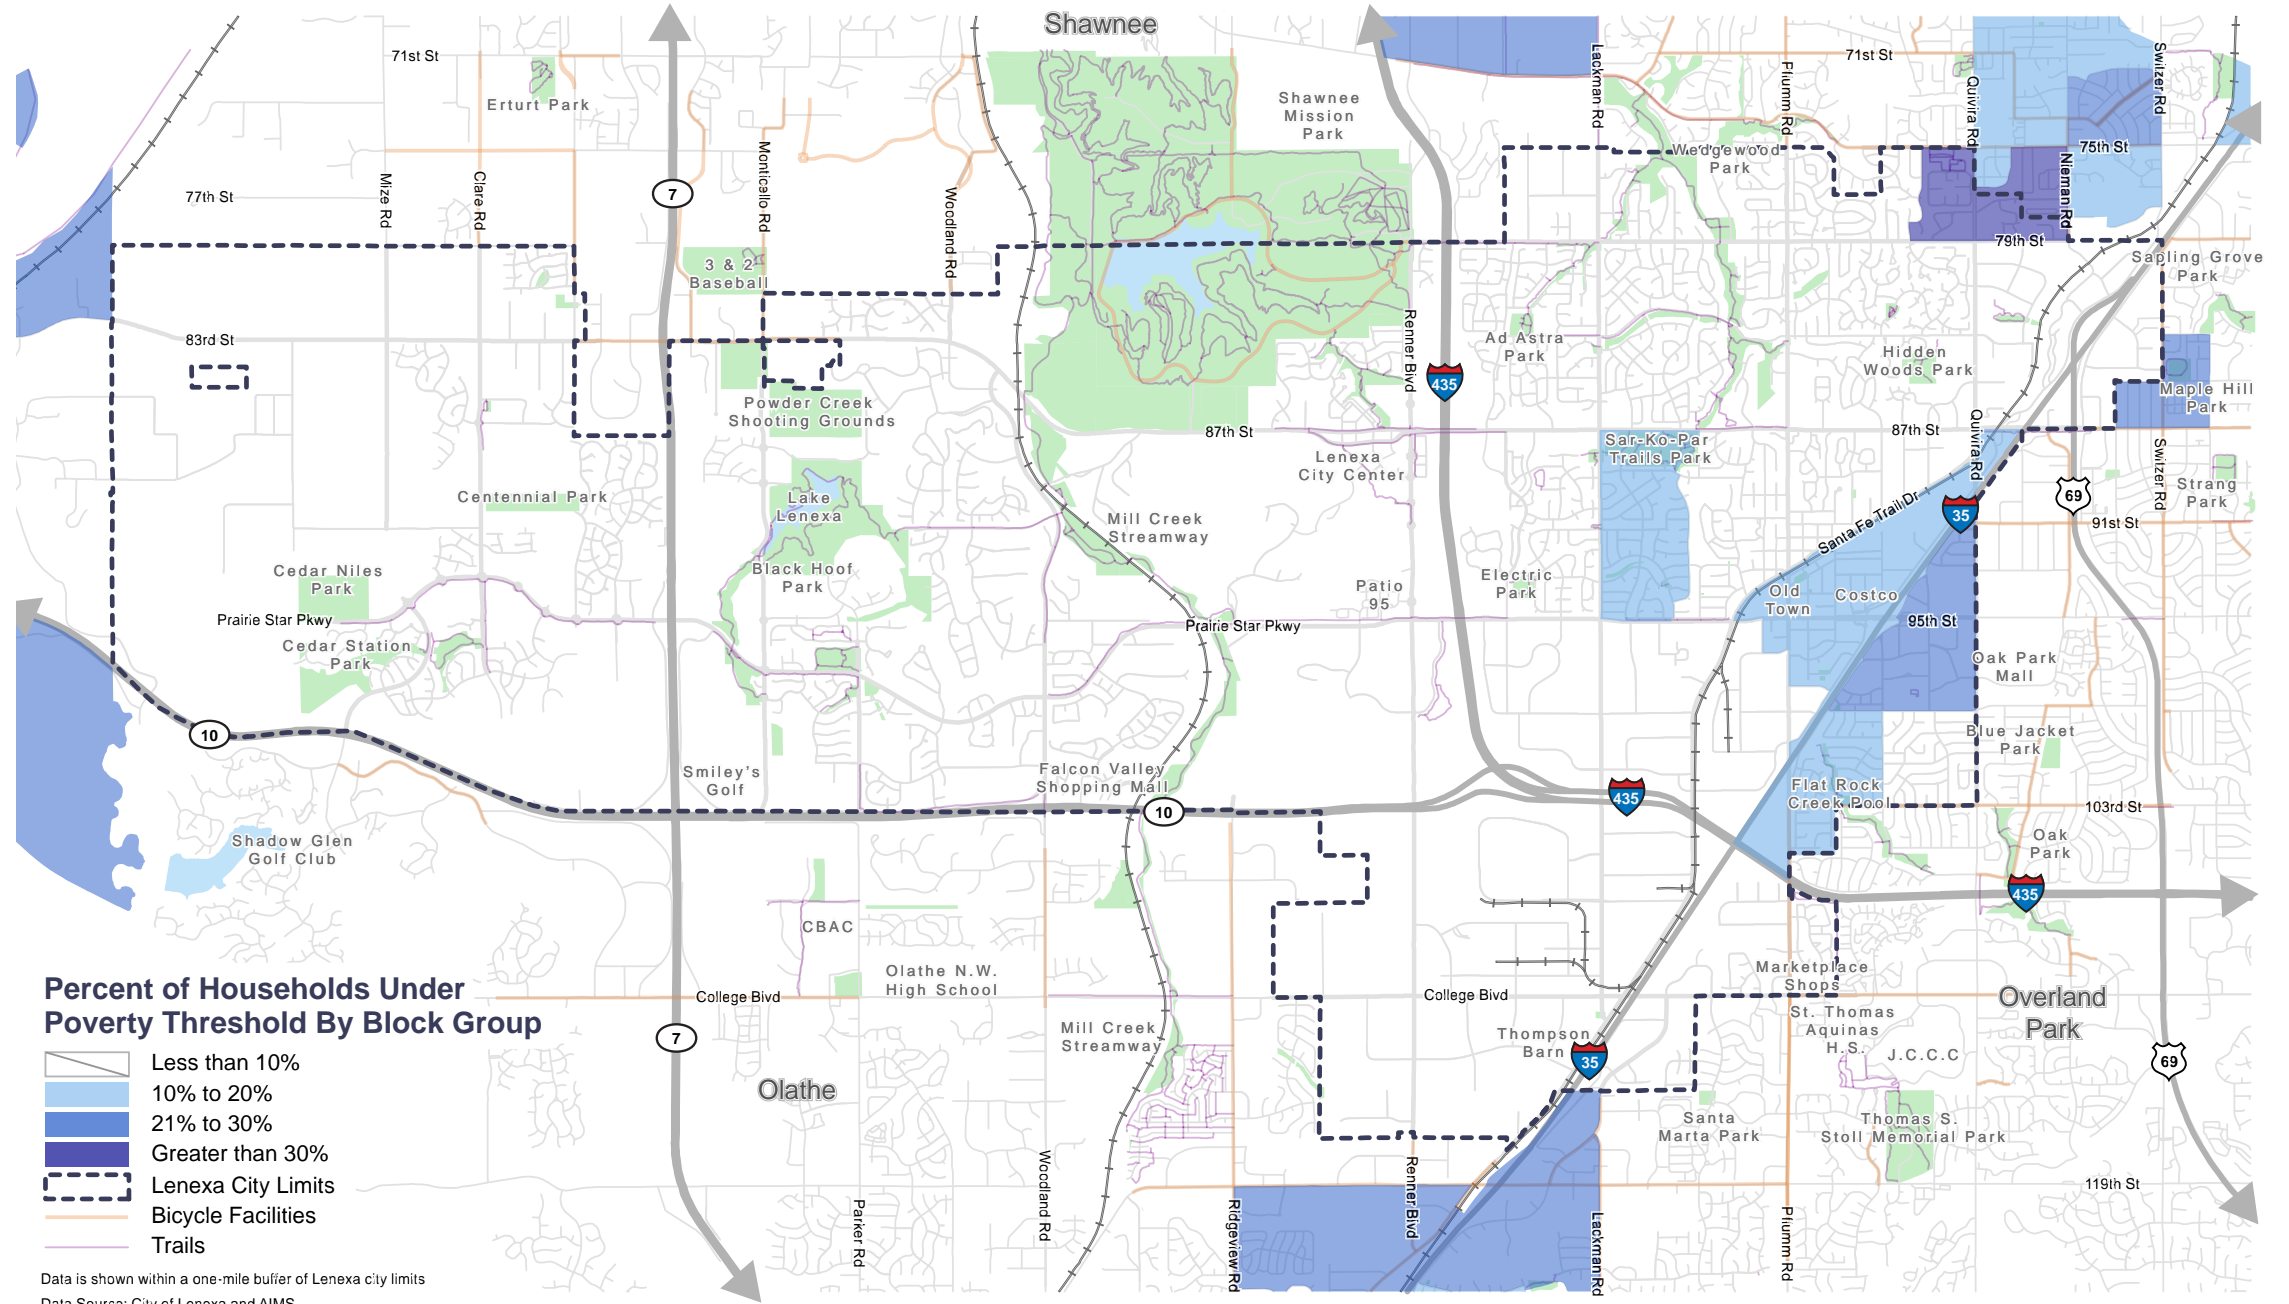 Shawnee
71st St
71st St
Erfurt Park
Shawnee
Mission
Park
Lackman Rd
Pflumm Rd
Quivira Rd
Switzer Rd
75th St
Wedgewood
Park
77th St
Mize Rd
Clare Rd
7
Monticello Rd
Woodland Rd
Nieman Rd
79th St
Sapling Grove
Park
3 & 2
Baseball
83rd St
Renner Blvd
Ad Astra
Park
Hidden
Woods Park
435
Maple Hill
Park
Powder Creek
Shooting Grounds
87th St
87th St
Quivira Rd
Sar-Ko-Par
Trails Park
Lenexa
City Center
Switzer Rd
Centennial Park
Lake
Lenexa
Mill Creek
Streamway
Santa Fe Trail Dr
35
69
Strang
Park
91st St
Cedar Niles
Park
Black Hoof
Park
Patio
95
Electric
Park
Old
Town
Costco
Prairie Star Pkwy
Prairie Star Pkwy
95th St
Cedar Station
Park
Oak Park
Mall
10
Blue Jacket
Park
Smiley's
Golf
Falcon Valley
Shopping Mall
10
435
Flat Rock
Creek Pool
103rd St
Shadow Glen
Golf Club
Oak
Park
435
CBAC
Olathe N.W.
High School
Marketplace
Shops
College Blvd
College Blvd
Overland
Park
Percent of Households Under
Poverty Threshold By Block Group
7
Mill Creek
Streamway
Thompson
Barn
35
St. Thomas
Aquinas
H.S.
J.C.C.C
69
Less than 10%
10% to 20%
21% to 30%
Greater than 30%
Lenexa City Limits
Bicycle Facilities
Trails
Olathe
Santa
Marta Park
Thomas S.
Stoll Memorial Park
119th St
Parker Rd
Woodland Rd
Ridgeview Rd
Renner Blvd
Lackman Rd
Pflumm Rd
Data is shown within a one-mile buffer of Lenexa city limits
Data Source: City of Lenexa and AIMS